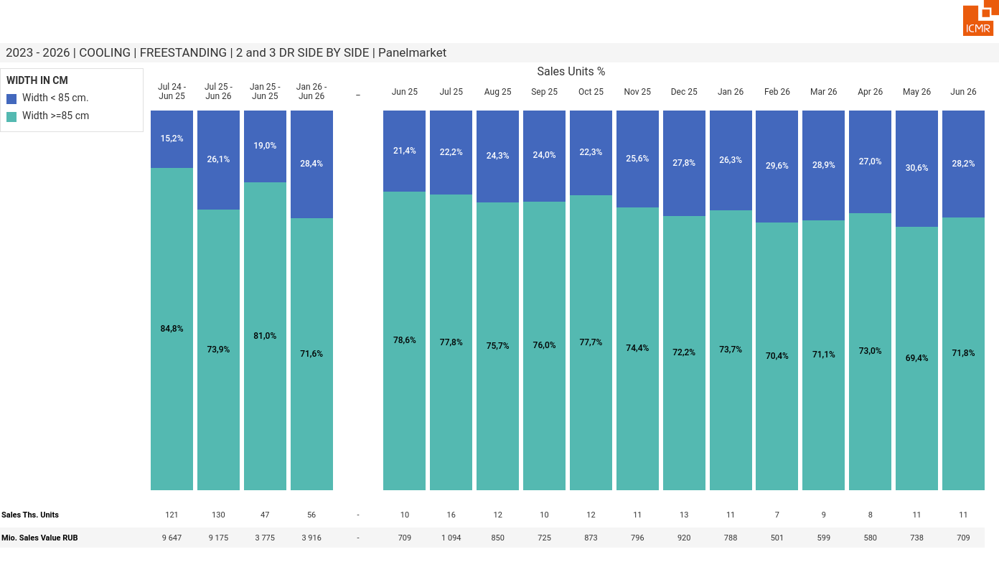 ICMR
2023 - 2026 | COOLING | FREESTANDING | 2 and 3 DR SIDE BY SIDE | Panelmarket
Sales Units %
WIDTH IN CM
Width < 85 cm.
Width >=85 cm
Jul 24 - Jul 25 - Jan 25 - Jan 26 -
Jun 25 Jun 26 Jun 25 Jun 26 – Jun 25 Jul 25 Aug 25 Sep 25 Oct 25 Nov 25 Dec 25 Jan 26 Feb 26 Mar 26 Apr 26 May 26 Jun 26
15,2% 26,1% 19,0% 28,4% 21,4% 22,2% 24,3% 24,0% 22,3% 25,6% 27,8% 26,3% 29,6% 28,9% 27,0% 30,6% 28,2%
84,8% 73,9% 81,0% 71,6% 78,6% 77,8% 75,7% 76,0% 77,7% 74,4% 72,2% 73,7% 70,4% 71,1% 73,0% 69,4% 71,8%
Sales Ths. Units 121 130 47 56 - 10 16 12 10 12 11 13 11 7 9 8 11 11
Mio. Sales Value RUB 9 647 9 175 3 775 3 916 - 709 1 094 850 725 873 796 920 788 501 599 580 738 709